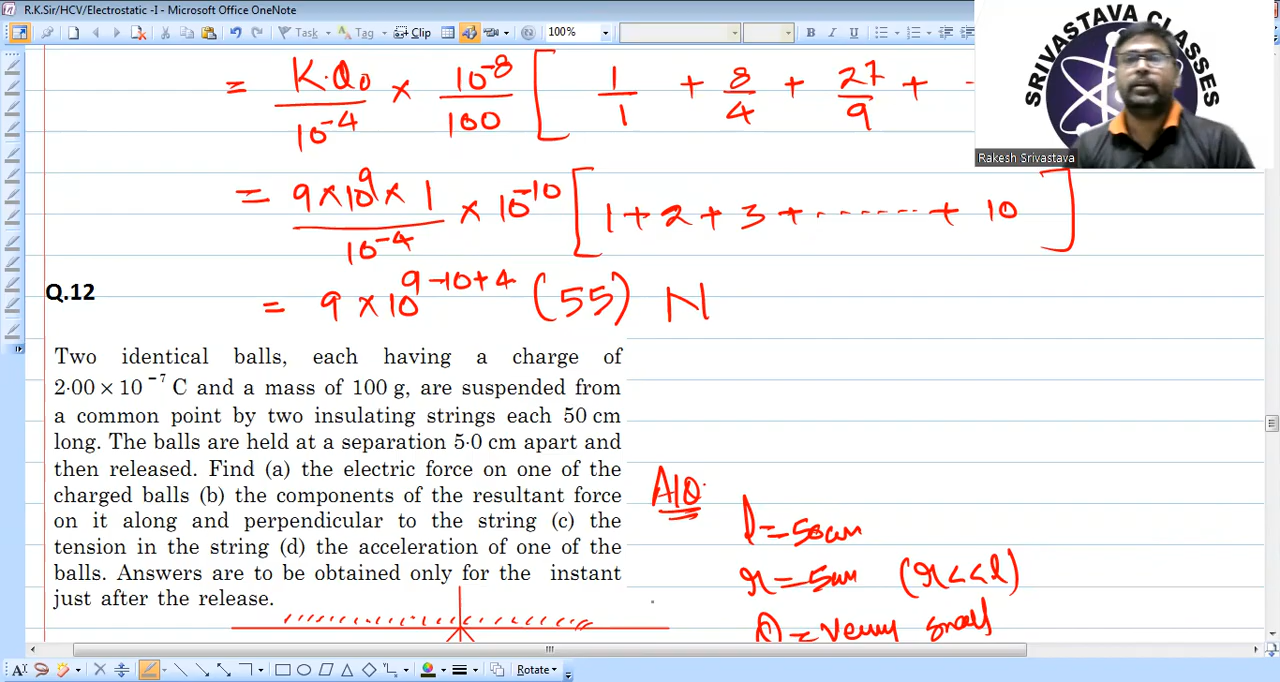 R.K.Sir/HCV/Electrostatic -I - Microsoft Office OneNote
Task Tag Clip 100% B I U
= K.Q₀/10⁻⁴ × 10⁻⁸/100 [ 1/1 + 8/4 + 27/9 + -
= 9×10⁹×1/10⁻⁴ × 10⁻¹⁰ [ 1+2+3+.......+ 10 ]
Q.12
= 9 × 10⁹⁻¹⁰⁺⁴ (55) N
SRIVASTAVA CLASSES
Rakesh Srivastava
Two identical balls, each having a charge of
2·00 × 10⁻⁷ C and a mass of 100 g, are suspended from
a common point by two insulating strings each 50 cm
long. The balls are held at a separation 5·0 cm apart and
then released. Find (a) the electric force on one of the
charged balls (b) the components of the resultant force
on it along and perpendicular to the string (c) the
tension in the string (d) the acceleration of one of the
balls. Answers are to be obtained only for the instant
just after the release.
A/Q.
l = 50cm
r = 5cm (r<<l)
θ = very small
A Rotate